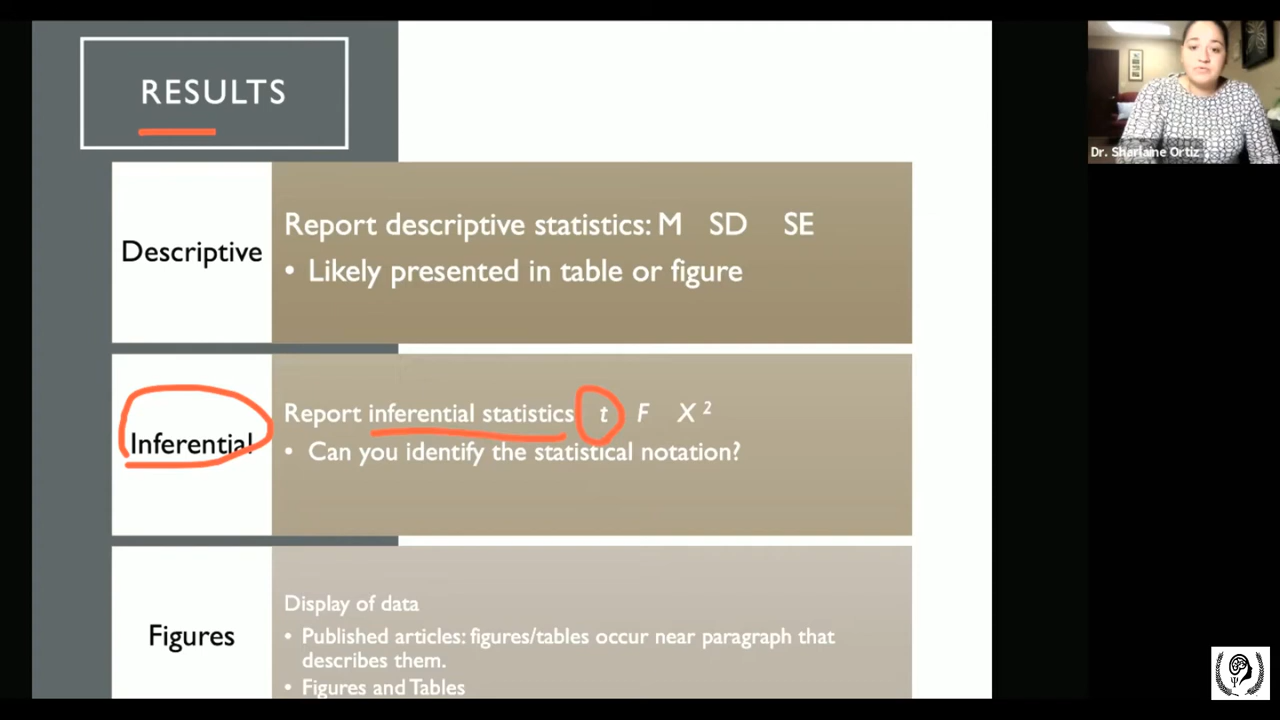 RESULTS
Dr. Sharlaine Ortiz
Descriptive
Report descriptive statistics: M SD SE
• Likely presented in table or figure
Inferential
Report inferential statistics t F X²
• Can you identify the statistical notation?
Figures
Display of data
• Published articles: figures/tables occur near paragraph that
describes them.
• Figures and Tables
Ψ